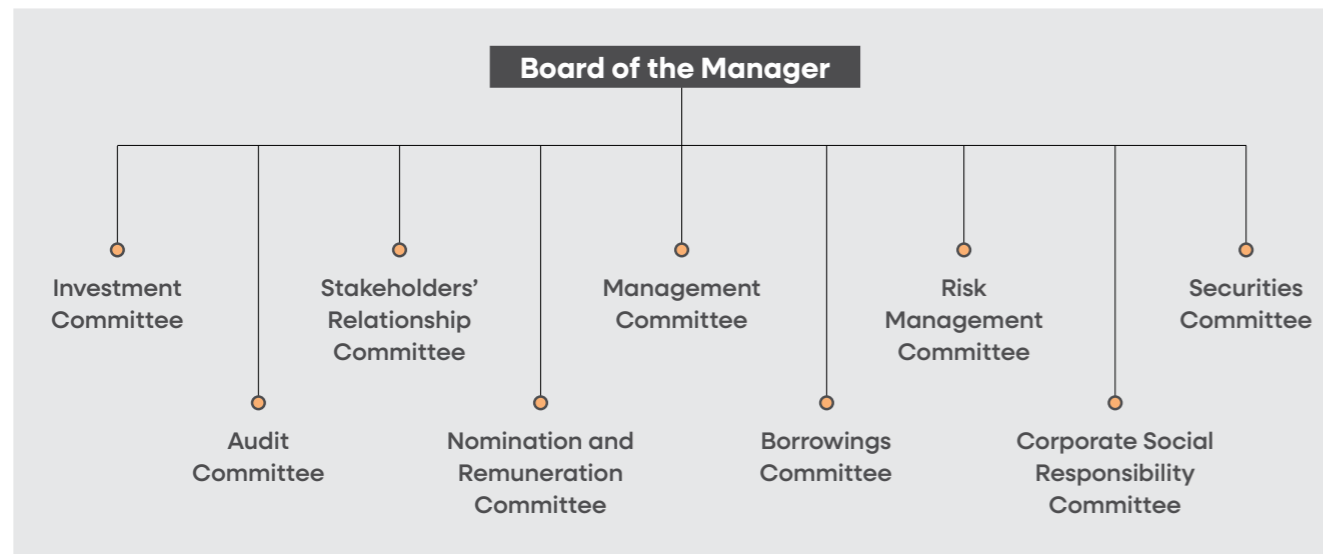 Board of the Manager
Investment
Committee
Stakeholders’
Relationship
Committee
Management
Committee
Risk
Management
Committee
Securities
Committee
Audit
Committee
Nomination and
Remuneration
Committee
Borrowings
Committee
Corporate Social
Responsibility
Committee